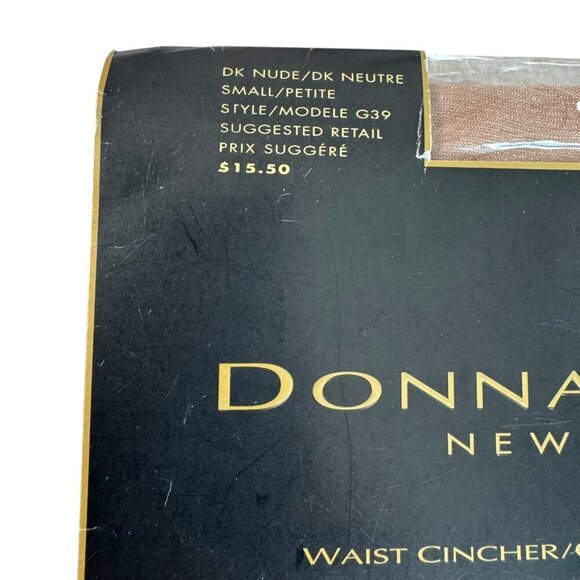 DK NUDE/DK NEUTRE
SMALL/PETITE
STYLE/MODELE G39
SUGGESTED RETAIL
PRIX SUGGÉRÉ
$15.50
DONNA
NEW
WAIST CINCHER/